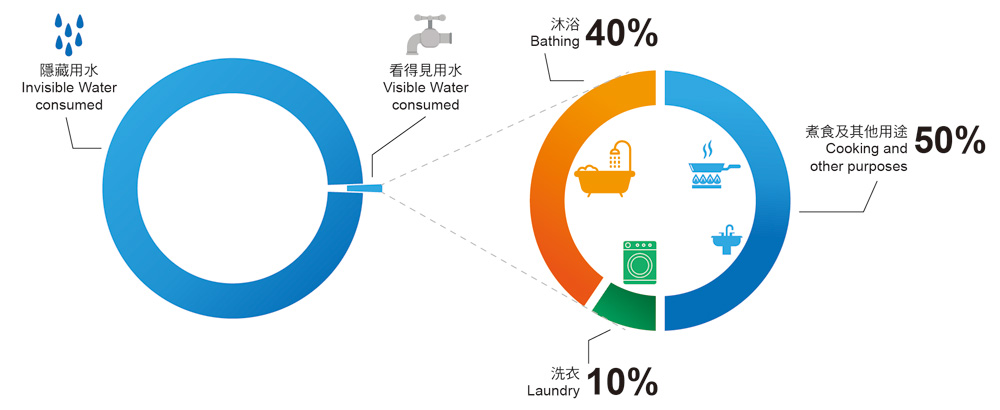 隱藏用水
Invisible Water
consumed
看得見用水
Visible Water
consumed
沐浴
Bathing
40%
煮食及其他用途
Cooking and
other purposes
50%
洗衣
Laundry
10%